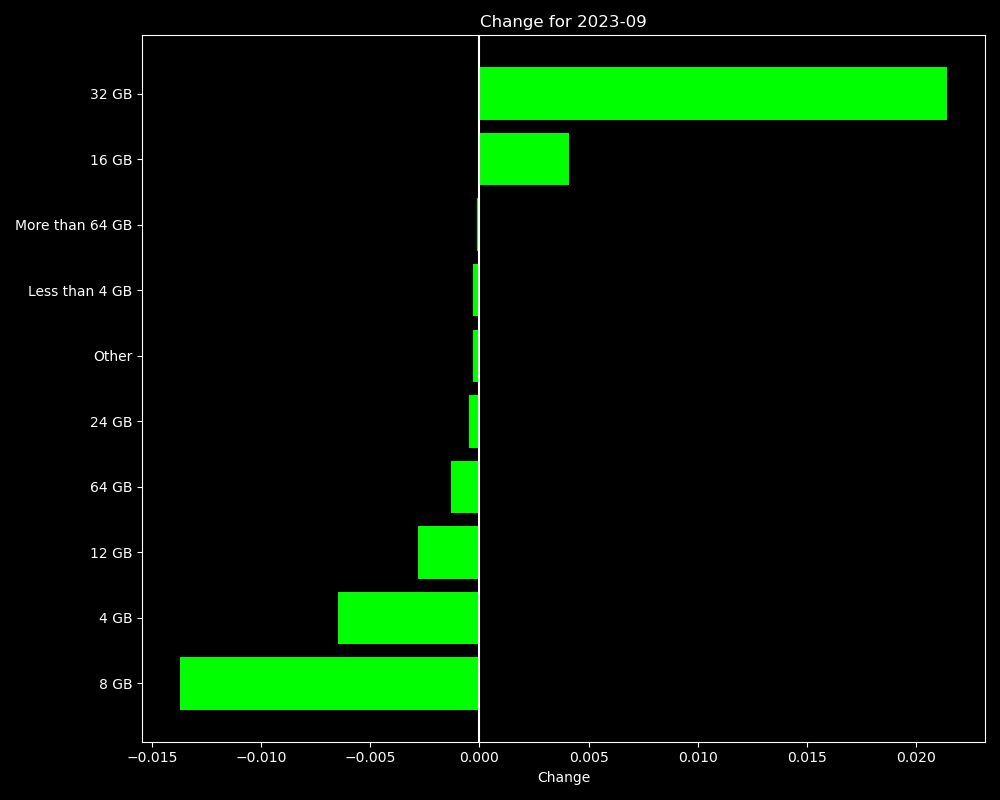 Change for 2023-09
32 GB
16 GB
More than 64 GB
Less than 4 GB
Other
24 GB
64 GB
12 GB
4 GB
8 GB
−0.015 −0.010 −0.005 0.000 0.005 0.010 0.015 0.020
Change